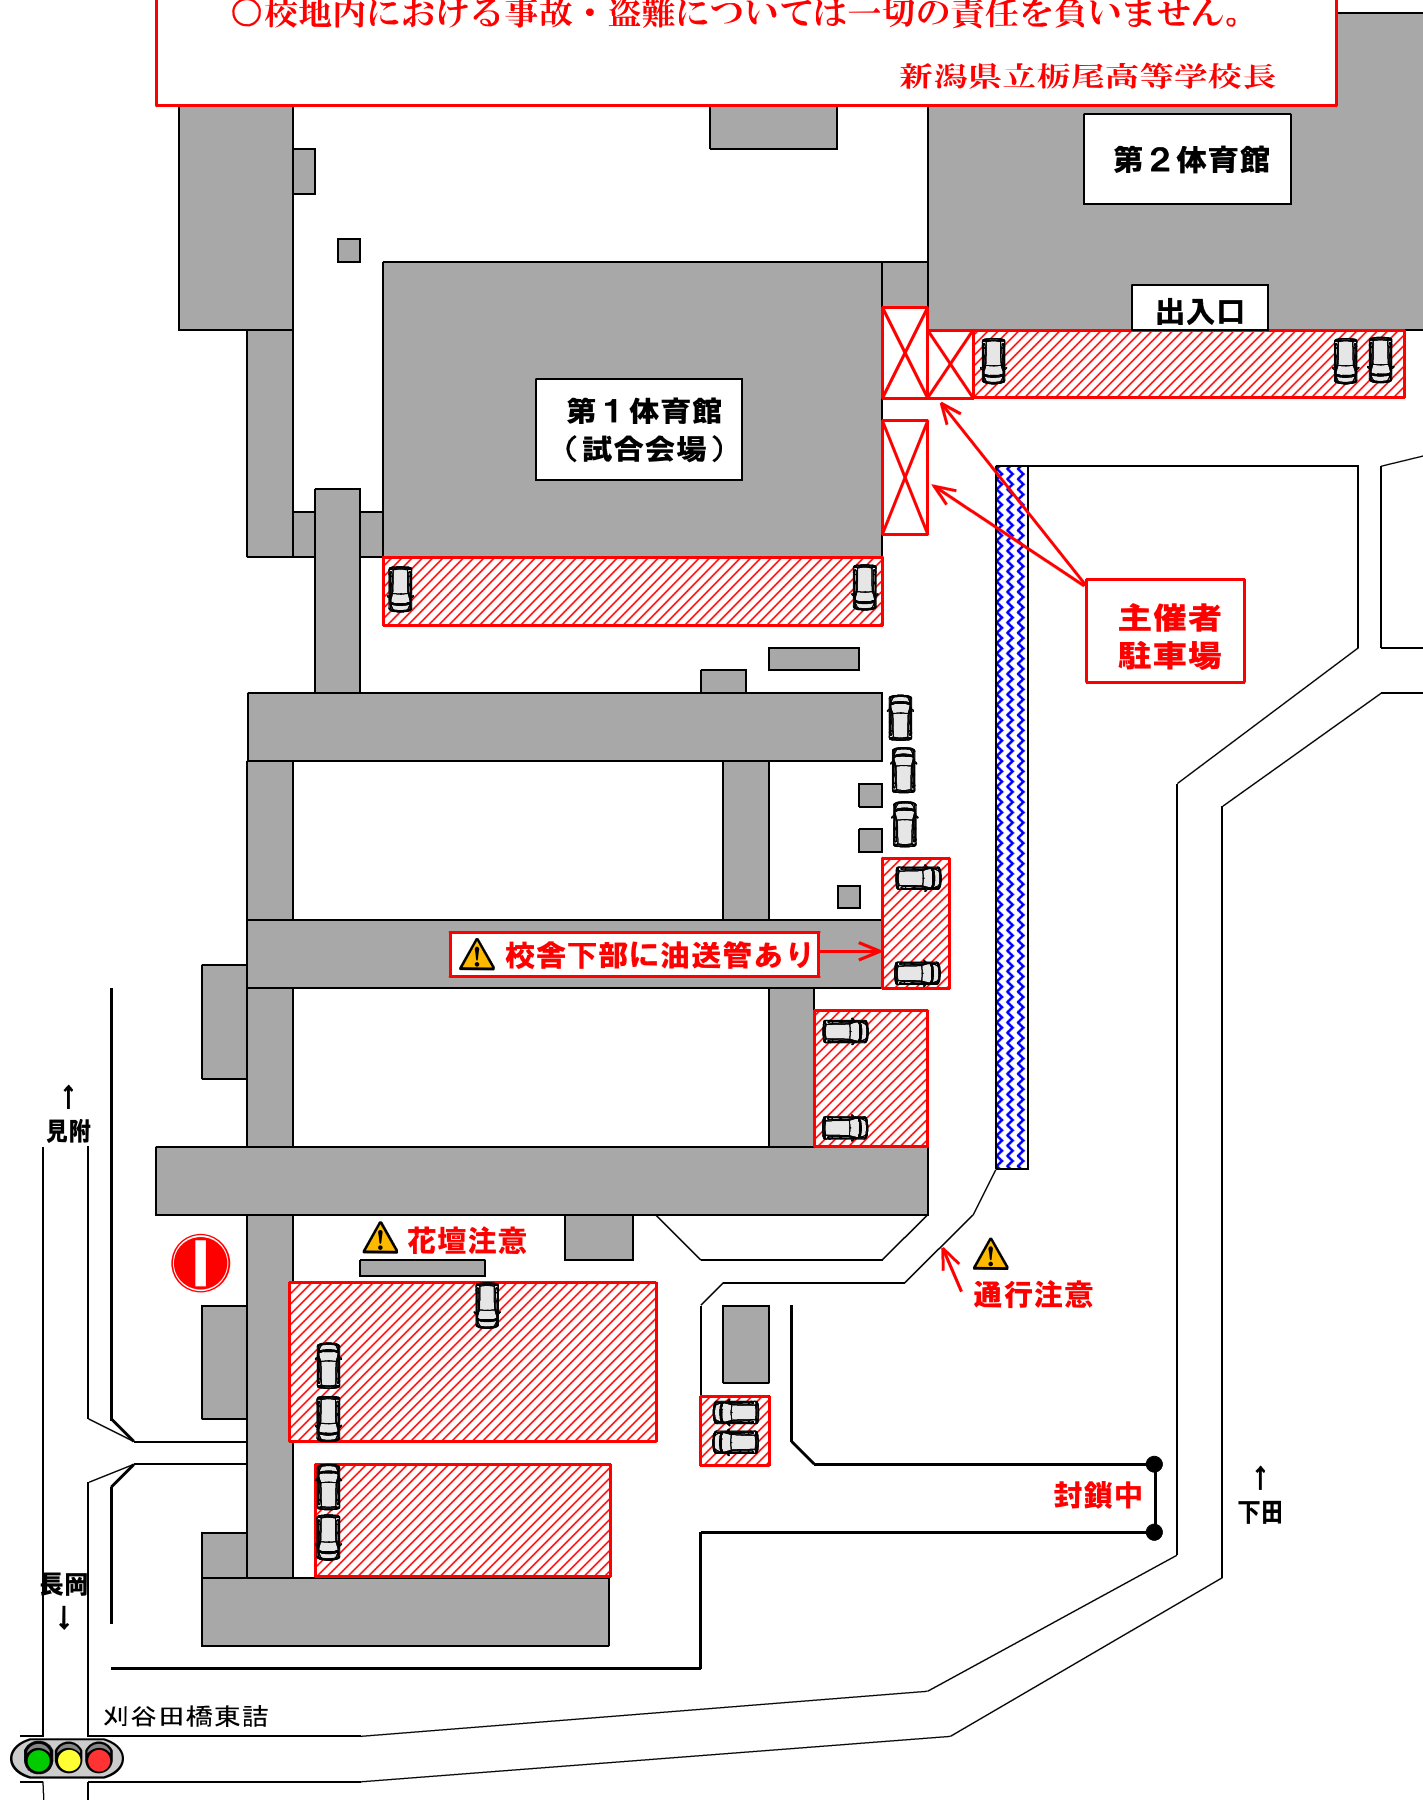 〇校地内における事故・盗難については一切の責任を負いません。
新潟県立栃尾高等学校長
第２体育館
出入口
第１体育館
（試合会場）
主催者
駐車場
校舎下部に油送管あり
↑
見附
花壇注意
通行注意
封鎖中
↑
下田
長岡
↓
刈谷田橋東詰